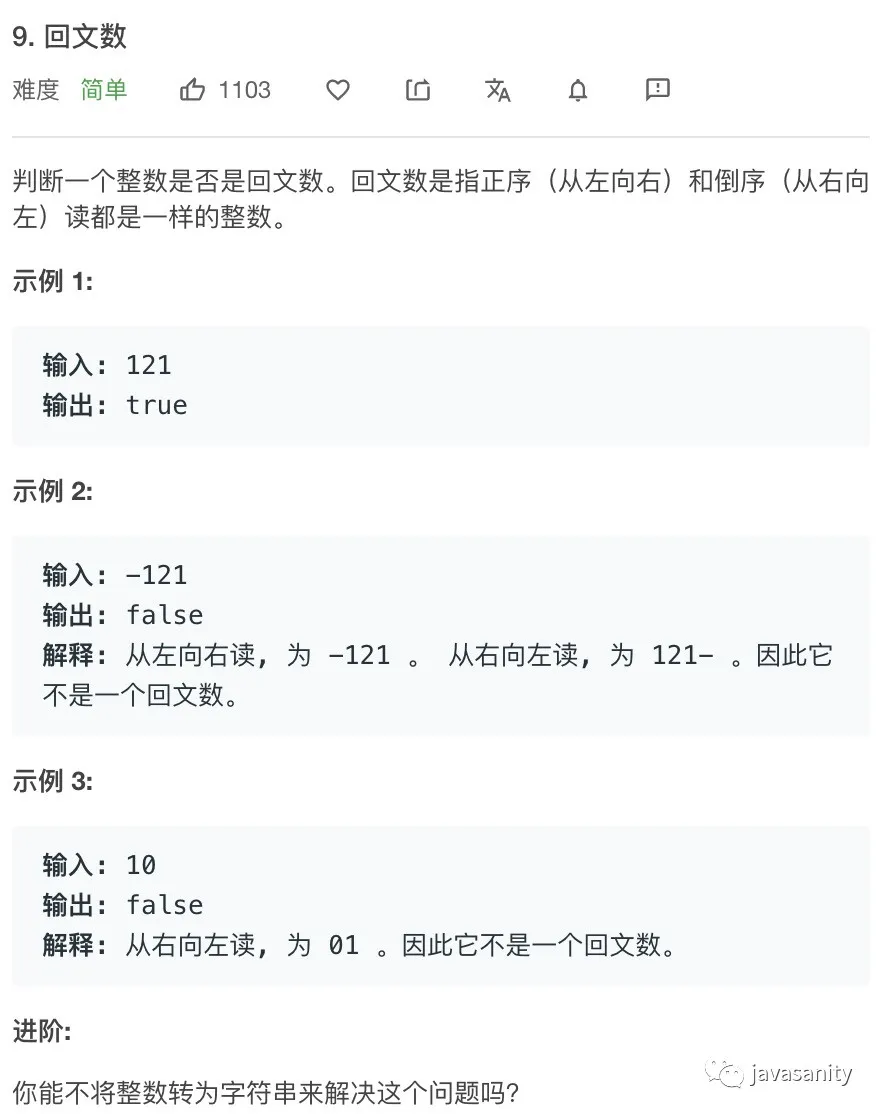 9. 回文数
难度 简单 1103
判断一个整数是否是回文数。回文数是指正序（从左向右）和倒序（从右向
左）读都是一样的整数。
示例 1:
输入: 121
输出: true
示例 2:
输入: -121
输出: false
解释: 从左向右读, 为 -121 。 从右向左读, 为 121- 。因此它
不是一个回文数。
示例 3:
输入: 10
输出: false
解释: 从右向左读, 为 01 。因此它不是一个回文数。
进阶:
你能不将整数转为字符串来解决这个问题吗?
javasanity